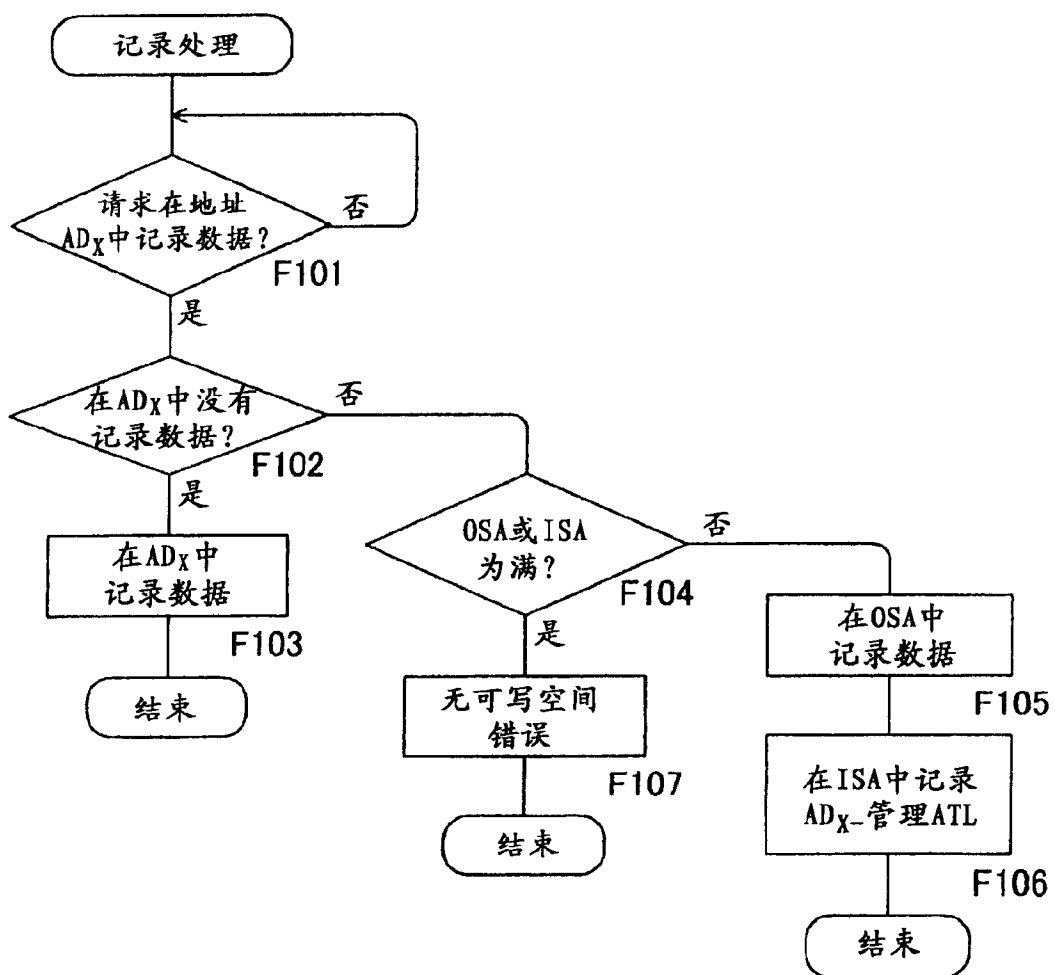 记录处理
请求在地址
ADX中记录数据?
否
F101
是
在ADX中没有
记录数据?
否
F102
是
在ADX中
记录数据
F103
结束
OSA或ISA
为满?
否
F104
是
无可写空间
错误
F107
结束
在OSA中
记录数据
F105
在ISA中记录
ADX-管理ATL
F106
结束